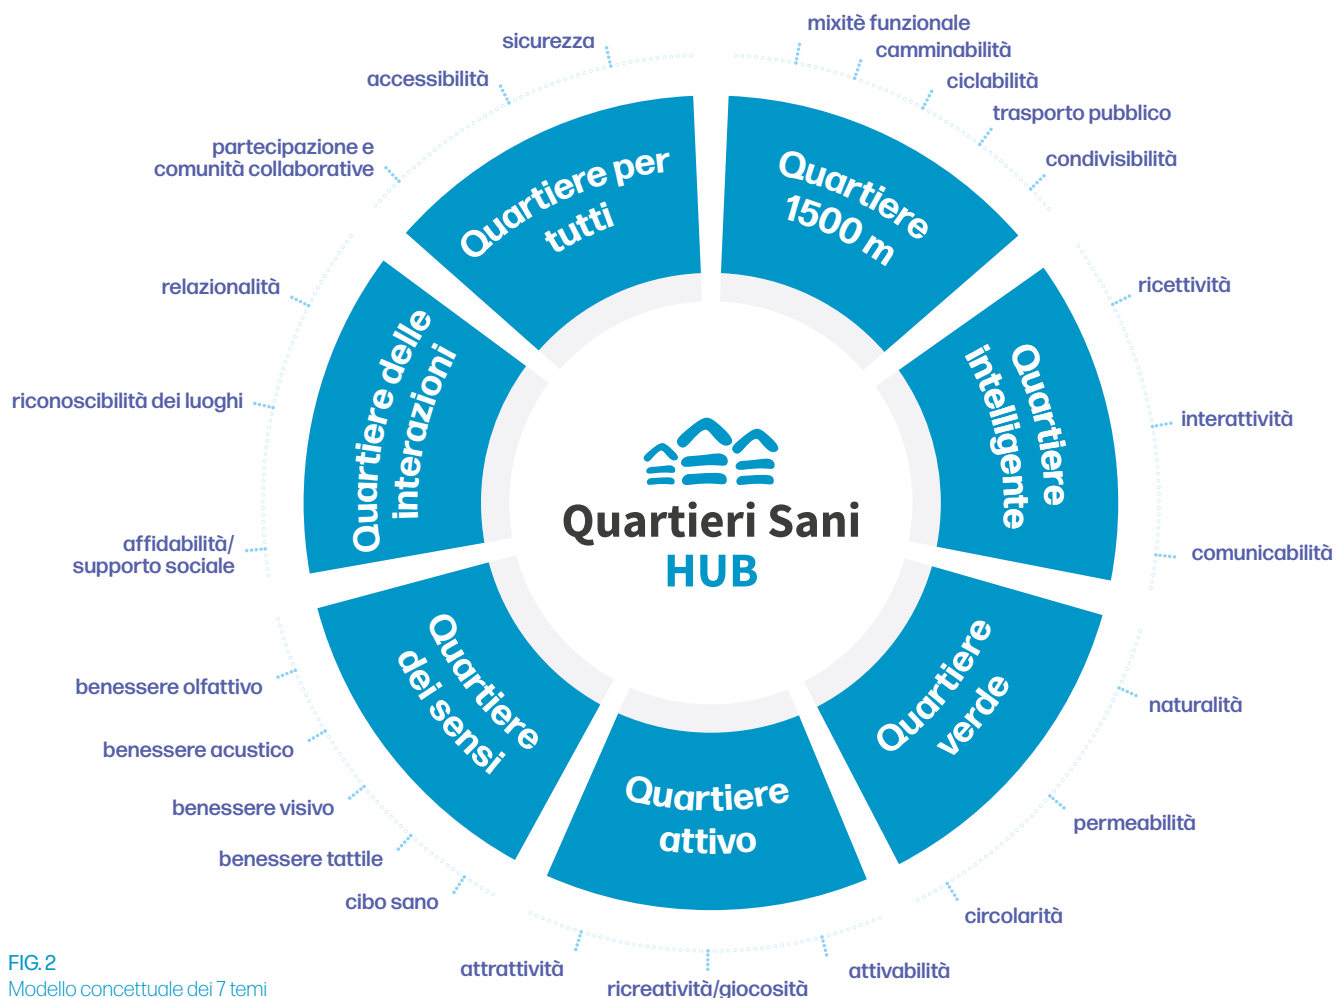 mixitè funzionale
camminabilità
ciclabilità
trasporto pubblico
condivisibilità
Quartiere
1500 m
ricettività
interattività
comunicabilità
Quartiere
intelligente
naturalità
permeabilità
circolarità
Quartiere
verde
attivabilità
ricreatività/giocosità
attrattività
Quartiere
attivo
cibo sano
benessere tattile
benessere visivo
benessere acustico
benessere olfattivo
Quartiere
dei sensi
affidabilità/
supporto sociale
riconoscibilità dei luoghi
relazionalità
Quartiere delle
interazioni
partecipazione e
comunità collaborative
accessibilità
sicurezza
Quartiere per
tutti
Quartieri Sani
HUB
FIG. 2
Modello concettuale dei 7 temi